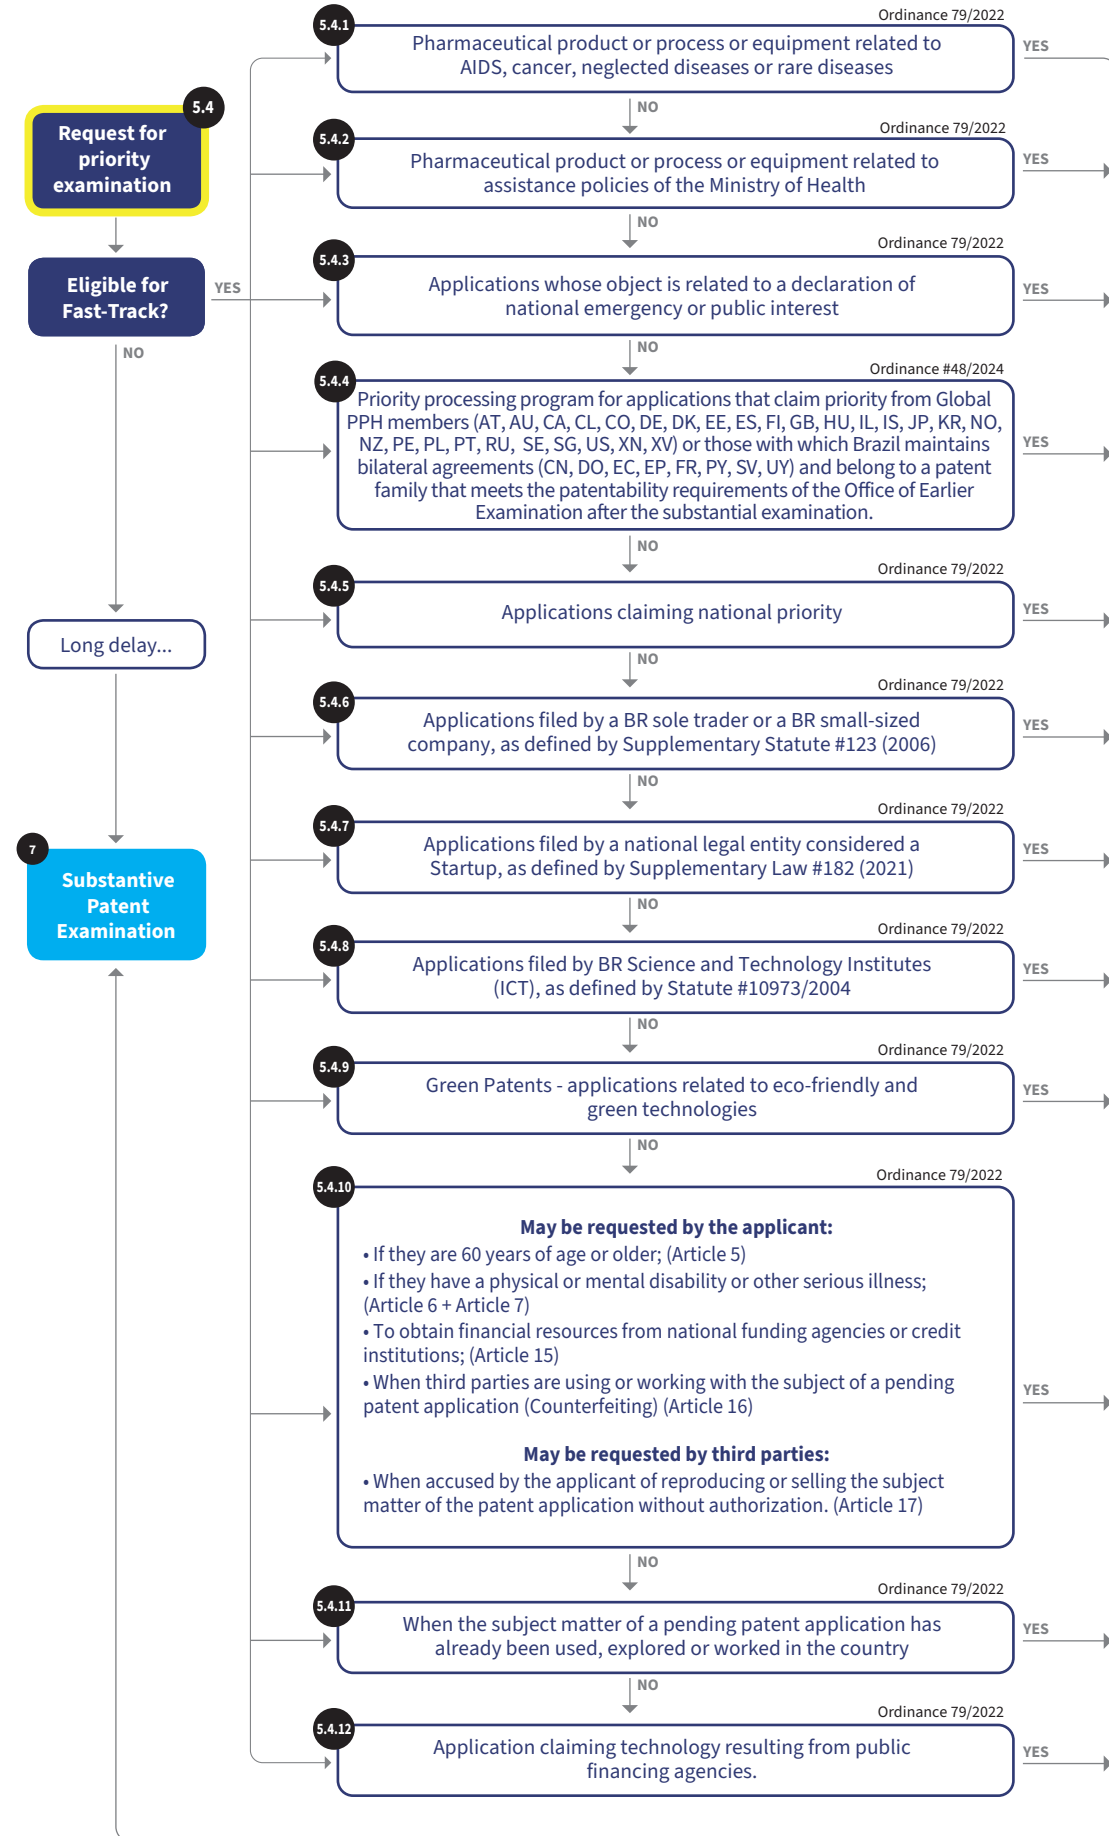 5.4
Request for
priority
examination
Eligible for
Fast-Track?
YES
NO
Long delay...
7
Substantive
Patent
Examination
5.4.1
Ordinance 79/2022
Pharmaceutical product or process or equipment related to
AIDS, cancer, neglected diseases or rare diseases
YES
NO
5.4.2
Ordinance 79/2022
Pharmaceutical product or process or equipment related to
assistance policies of the Ministry of Health
YES
NO
5.4.3
Ordinance 79/2022
Applications whose object is related to a declaration of
national emergency or public interest
YES
NO
5.4.4
Ordinance #48/2024
Priority processing program for applications that claim priority from Global
PPH members (AT, AU, CA, CL, CO, DE, DK, EE, ES, FI, GB, HU, IL, IS, JP, KR, NO,
NZ, PE, PL, PT, RU, SE, SG, US, XN, XV) or those with which Brazil maintains
bilateral agreements (CN, DO, EC, EP, FR, PY, SV, UY) and belong to a patent
family that meets the patentability requirements of the Office of Earlier
Examination after the substantial examination.
YES
NO
5.4.5
Ordinance 79/2022
Applications claiming national priority
YES
NO
5.4.6
Ordinance 79/2022
Applications filed by a BR sole trader or a BR small-sized
company, as defined by Supplementary Statute #123 (2006)
YES
NO
5.4.7
Ordinance 79/2022
Applications filed by a national legal entity considered a
Startup, as defined by Supplementary Law #182 (2021)
YES
NO
5.4.8
Ordinance 79/2022
Applications filed by BR Science and Technology Institutes
(ICT), as defined by Statute #10973/2004
YES
NO
5.4.9
Ordinance 79/2022
Green Patents - applications related to eco-friendly and
green technologies
YES
NO
5.4.10
Ordinance 79/2022
May be requested by the applicant:
• If they are 60 years of age or older; (Article 5)
• If they have a physical or mental disability or other serious illness;
(Article 6 + Article 7)
• To obtain financial resources from national funding agencies or credit
institutions; (Article 15)
• When third parties are using or working with the subject of a pending
patent application (Counterfeiting) (Article 16)
May be requested by third parties:
• When accused by the applicant of reproducing or selling the subject
matter of the patent application without authorization. (Article 17)
YES
NO
5.4.11
Ordinance 79/2022
When the subject matter of a pending patent application has
already been used, explored or worked in the country
YES
NO
5.4.12
Ordinance 79/2022
Application claiming technology resulting from public
financing agencies.
YES